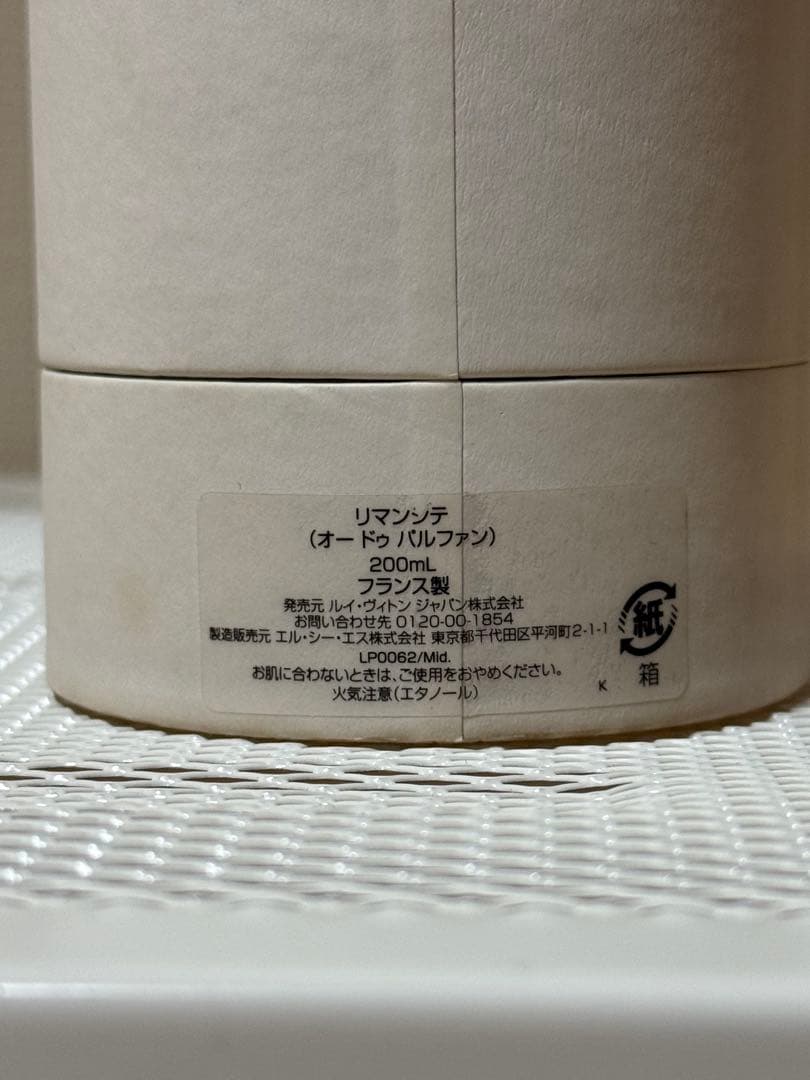 リマンシテ
（オー ドゥ パルファン）
200mL
フランス製
発売元 ルイ・ヴィトン ジャパン株式会社
お問い合わせ先 0120-00-1854
製造販売元 エル・シー・エス株式会社 東京都千代田区平河町2-1-1
LP0062/Mid.
お肌に合わないときは、ご使用をおやめください。
火気注意（エタノール）
K
紙
箱